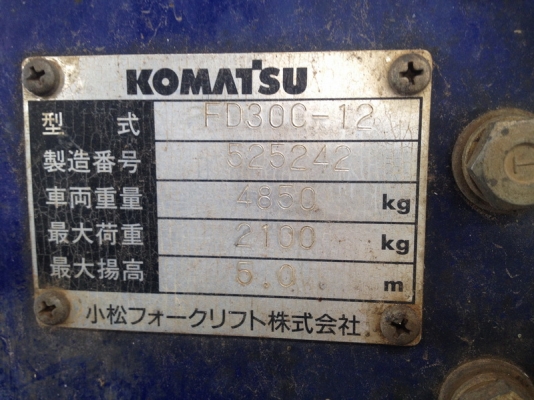 KOMATSU
型式 FD30C-12
製造番号 525242
車両重量 4850 kg
最大荷重 2100 kg
最大揚高 5.0 m
小松フォークリフト株式会社